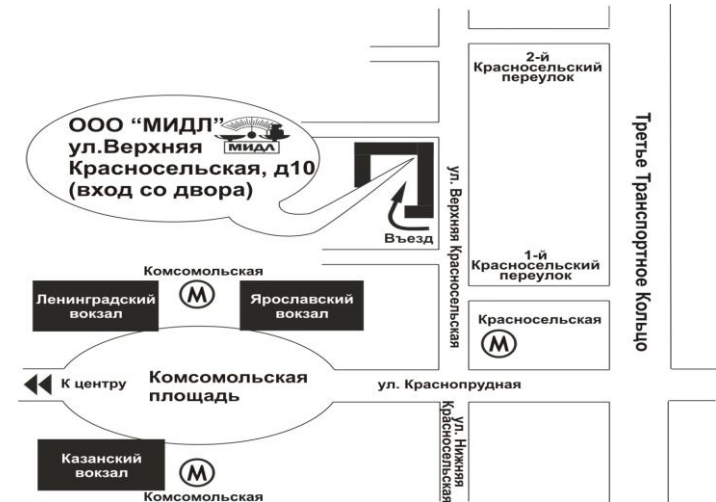 2-й
Красносельский
переулок
ООО “МИДЛ”
МИДЛ
ул.Верхняя
Красносельская, д10
(вход со двора)
Третье Транспортное Кольцо
ул. Верхняя Красносельская
Въезд
1-й
Красносельский
переулок
Комсомольская
М
Ленинградский
вокзал
Ярославский
вокзал
Красносельская
М
К центру
Комсомольская
площадь
ул. Краснопрудная
ул. Нижняя
Красносельская
Казанский
вокзал
М
Комсомольская